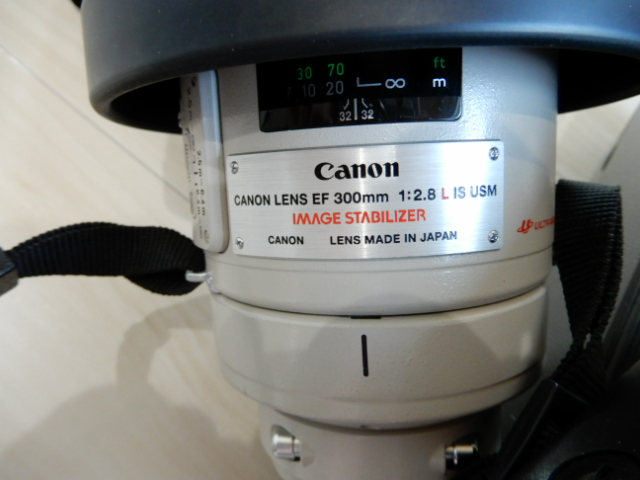 30 70 ft
10 20 ∞ m
32 32
Canon
CANON LENS EF 300mm 1:2.8 L IS USM
IMAGE STABILIZER
CANON LENS MADE IN JAPAN